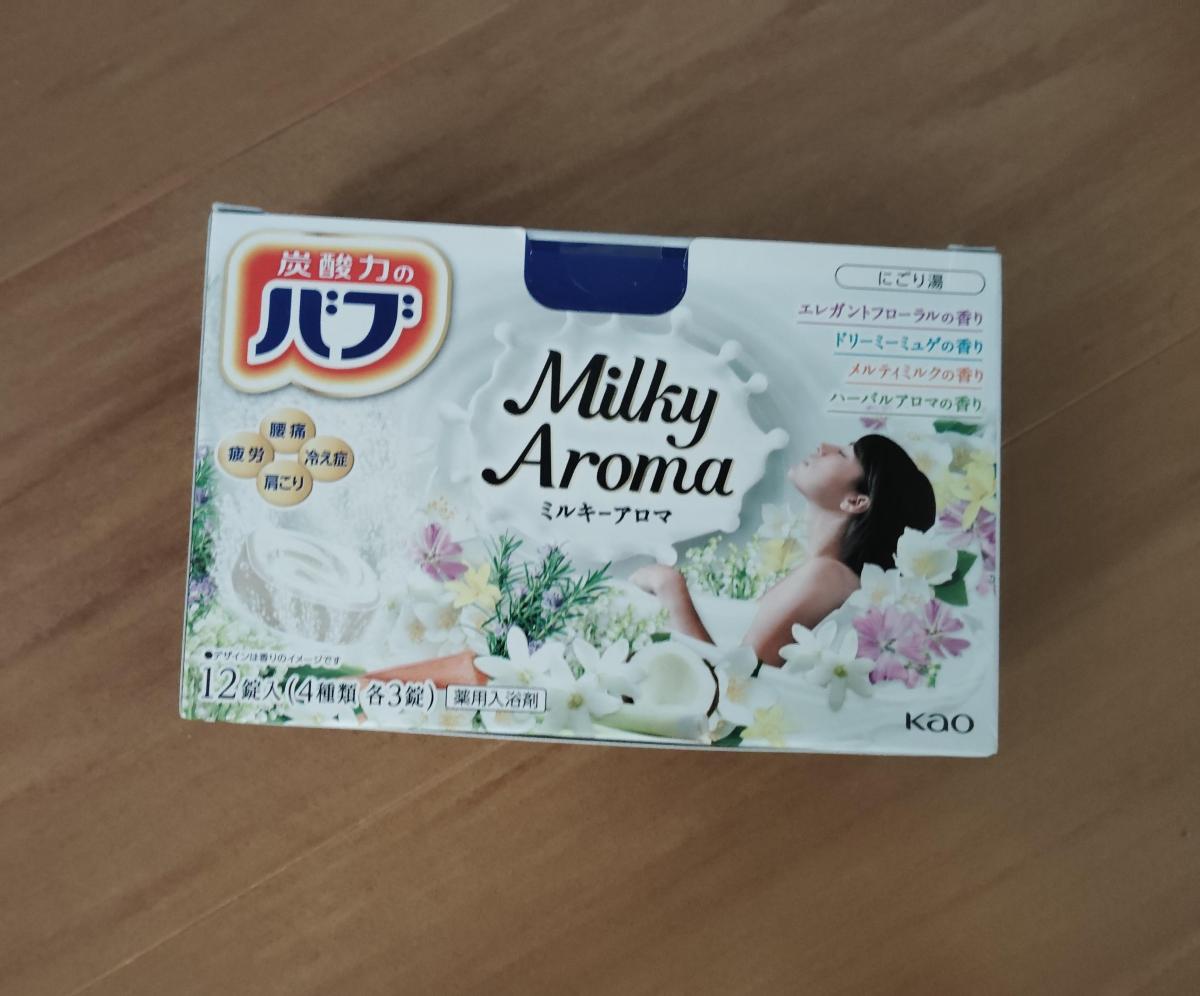 炭酸力の
バブ
にごり湯
エレガントフローラルの香り
ドリーミーミュゲの香り
メルティミルクの香り
ハーバルアロマの香り
Milky
Aroma
ミルキーアロマ
腰痛
疲労
冷え症
肩こり
●デザインは香りのイメージです
12錠入(4種類 各3錠) 薬用入浴剤
Kao